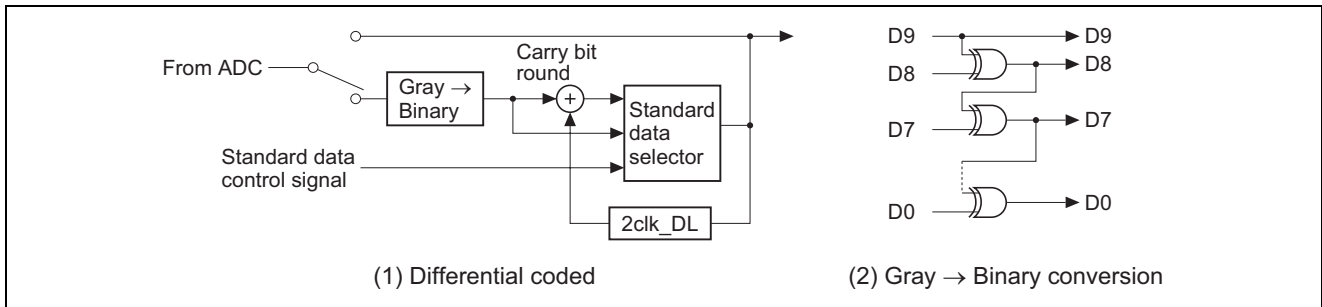 From ADC
Gray →
Binary
Carry bit
round
+
Standard
data
selector
Standard data
control signal
2clk_DL
(1) Differential coded
D9
D9
D8
D8
D7
D7
D0
D0
(2) Gray → Binary conversion